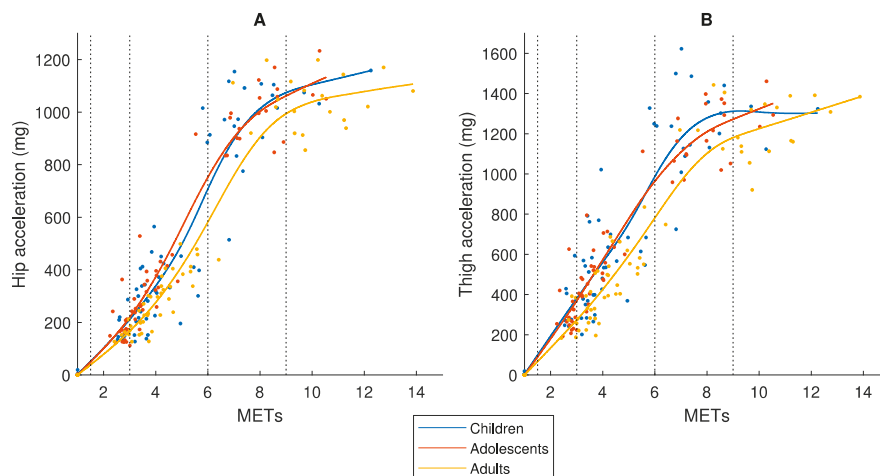 A
Hip acceleration (mg)
1200
1000
800
600
400
200
0
2 4 6 8 10 12 14
METs
B
Thigh acceleration (mg)
1600
1400
1200
1000
800
600
400
200
0
2 4 6 8 10 12 14
METs
Children
Adolescents
Adults